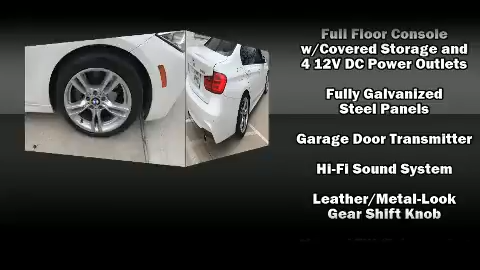 Full Floor Console
w/Covered Storage and
4 12V DC Power Outlets
Fully Galvanized
Steel Panels
Garage Door Transmitter
Hi-Fi Sound System
Leather/Metal-Look
Gear Shift Knob